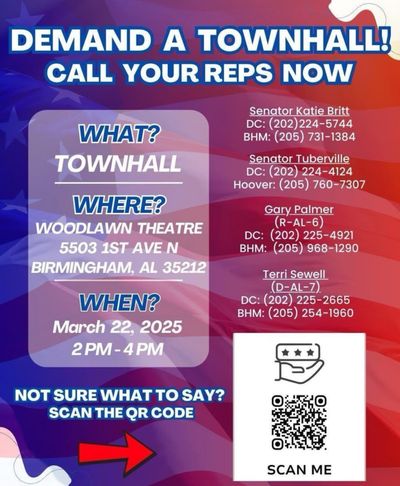 DEMAND A TOWNHALL!
CALL YOUR REPS NOW
WHAT?
TOWNHALL
WHERE?
WOODLAWN THEATRE
5503 1ST AVE N
BIRMINGHAM, AL 35212
WHEN?
March 22, 2025
2 PM - 4 PM
Senator Katie Britt
DC: (202)224-5744
BHM: (205) 731-1384
Senator Tuberville
DC: (202) 224-4124
Hoover: (205) 760-7307
Gary Palmer
(R-AL-6)
DC: (202) 225-4921
BHM: (205) 968-1290
Terri Sewell
(D-AL-7)
DC: (202) 225-2665
BHM: (205) 254-1960
NOT SURE WHAT TO SAY?
SCAN THE QR CODE
SCAN ME